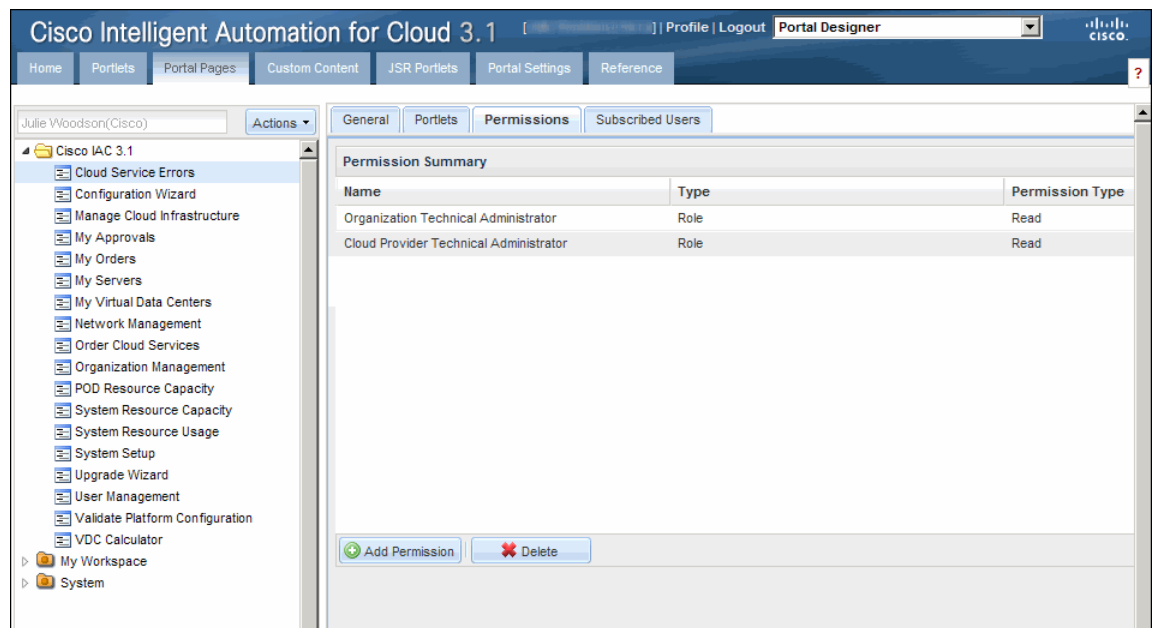 Cisco Intelligent Automation for Cloud 3.1
[ ] | Profile | Logout
Portal Designer
CISCO.
Home
Portlets
Portal Pages
Custom Content
JSR Portlets
Portal Settings
Reference
?
Julie Woodson(Cisco)
Actions
Cisco IAC 3.1
Cloud Service Errors
Configuration Wizard
Manage Cloud Infrastructure
My Approvals
My Orders
My Servers
My Virtual Data Centers
Network Management
Order Cloud Services
Organization Management
POD Resource Capacity
System Resource Capacity
System Resource Usage
System Setup
Upgrade Wizard
User Management
Validate Platform Configuration
VDC Calculator
My Workspace
System
General
Portlets
Permissions
Subscribed Users
Permission Summary
Name Type Permission Type
Organization Technical Administrator Role Read
Cloud Provider Technical Administrator Role Read
Add Permission
Delete